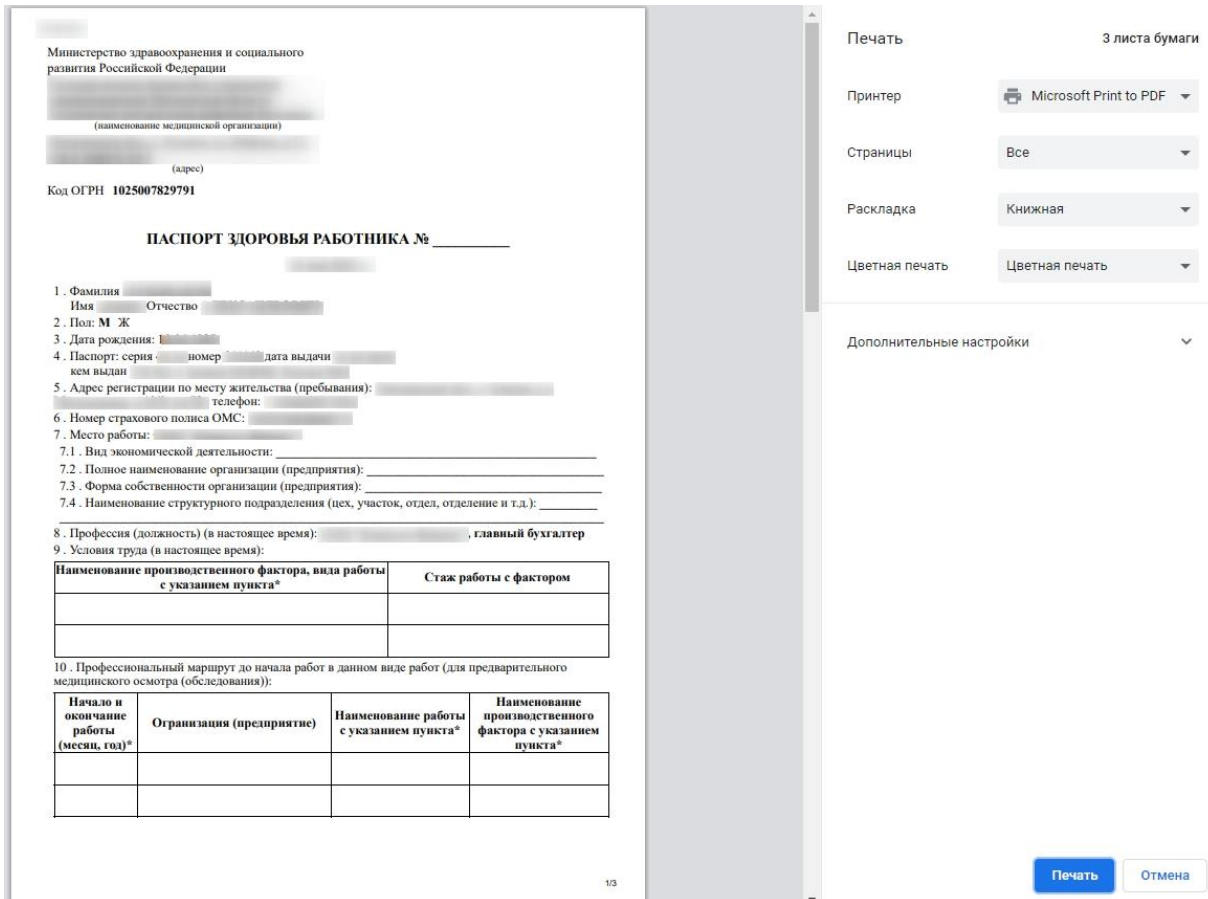 Министерство здравоохранения и социального
развития Российской Федерации
(наименование медицинской организации)
(адрес)
Код ОГРН 1025007829791
ПАСПОРТ ЗДОРОВЬЯ РАБОТНИКА № __________
1 . Фамилия
Имя Отчество
2 . Пол: М Ж
3 . Дата рождения:
4 . Паспорт: серия номер дата выдачи
кем выдан
5 . Адрес регистрации по месту жительства (пребывания):
телефон:
6 . Номер страхового полиса ОМС:
7 . Место работы:
7.1 . Вид экономической деятельности:
7.2 . Полное наименование организации (предприятия):
7.3 . Форма собственности организации (предприятия):
7.4 . Наименование структурного подразделения (цех, участок, отдел, отделение и т.д.):
8 . Профессия (должность) (в настоящее время): , главный бухгалтер
9 . Условия труда (в настоящее время):
Наименование производственного фактора, вида работы
с указанием пункта*
Стаж работы с фактором
10 . Профессиональный маршрут до начала работ в данном виде работ (для предварительного
медицинского осмотра (обследования)):
Начало и
окончание
работы
(месяц, год)*
Огранизация (предприятие)
Наименование работы
с указанием пункта*
Наименование
производственного
фактора с указанием
пункта*
1/3
Печать 3 листа бумаги
Принтер Microsoft Print to PDF
Страницы Все
Раскладка Книжная
Цветная печать Цветная печать
Дополнительные настройки
Печать Отмена